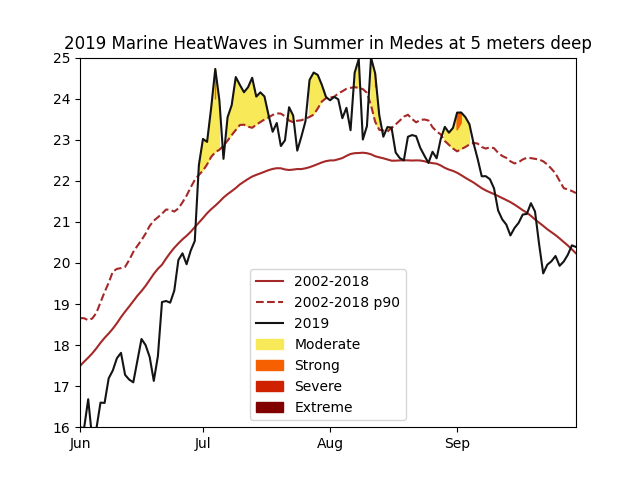 2019 Marine HeatWaves in Summer in Medes at 5 meters deep
25
24
23
22
21
20
19
18
17
16
Jun
Jul
Aug
Sep
2002-2018
2002-2018 p90
2019
Moderate
Strong
Severe
Extreme